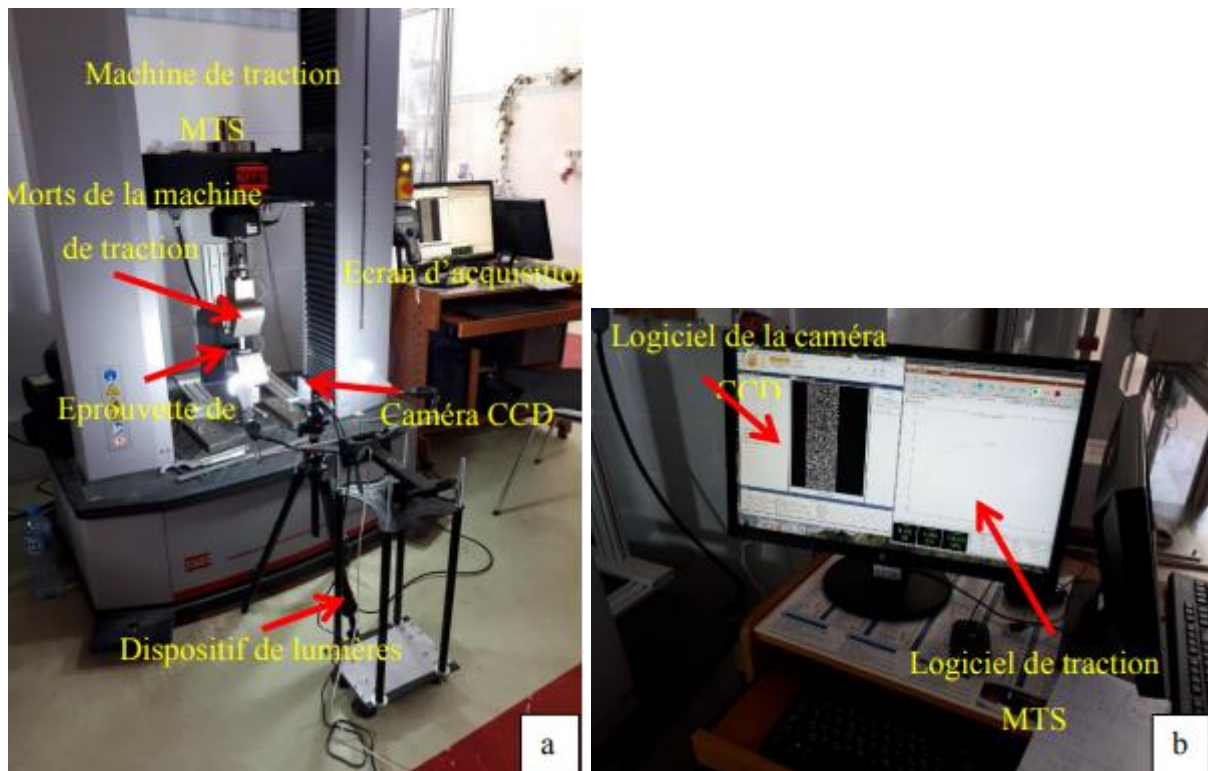 Machine de traction
MTS
Morts de la machine
de traction
Ecran d'acquisition
Eprouvette de
Caméra CCD
Dispositif de lumières
a
Logiciel de la caméra
CCD
Logiciel de traction
MTS
b